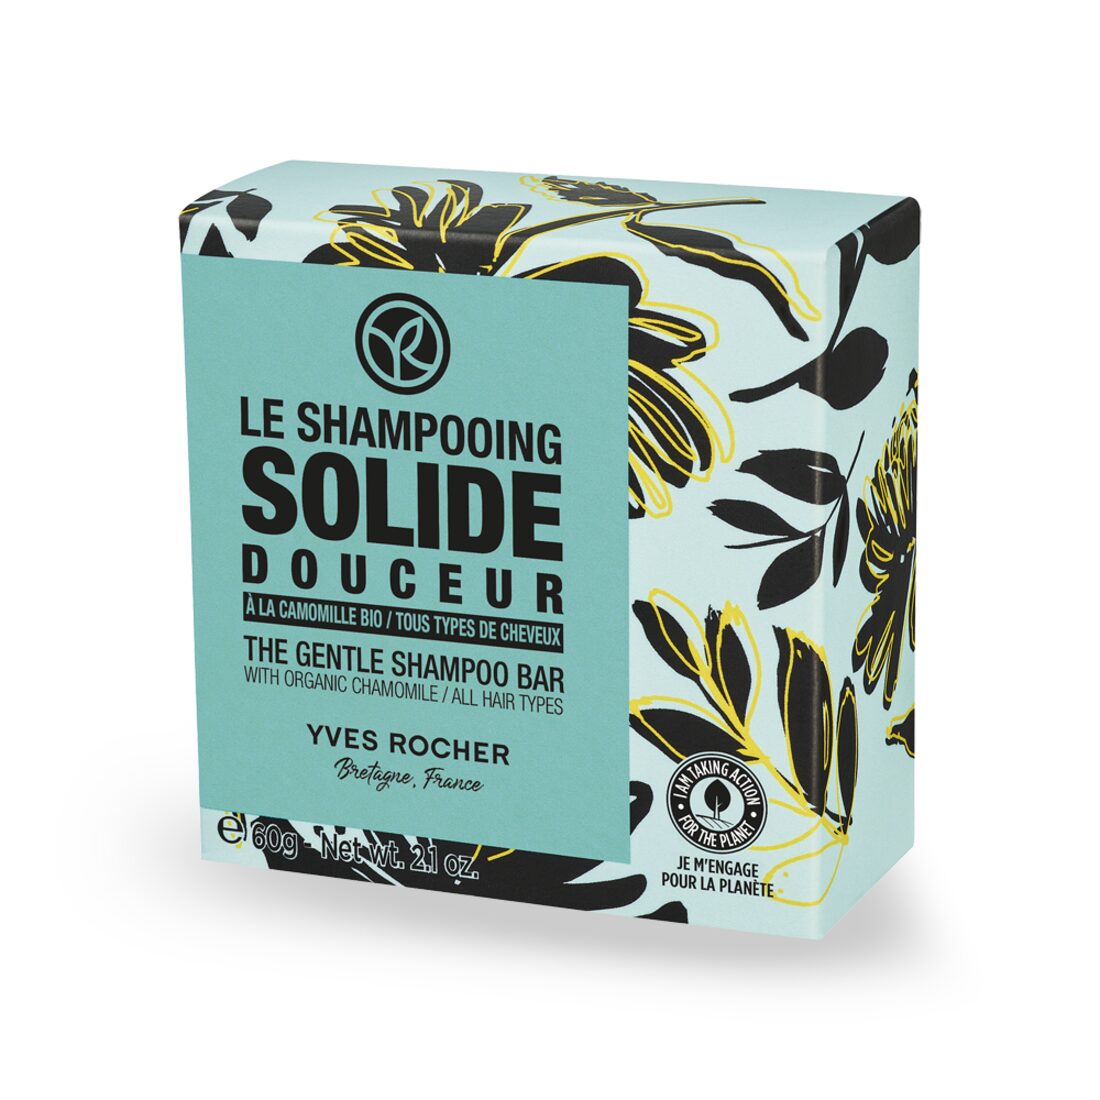 LE SHAMPOOING
SOLIDE
DOUCEUR
À LA CAMOMILLE BIO / TOUS TYPES DE CHEVEUX
THE GENTLE SHAMPOO BAR
WITH ORGANIC CHAMOMILE / ALL HAIR TYPES
YVES ROCHER
Bretagne, France
e 60g - Net wt. 2.1 oz.
I AM TAKING ACTION
FOR THE PLANET
JE M'ENGAGE
POUR LA PLANÈTE